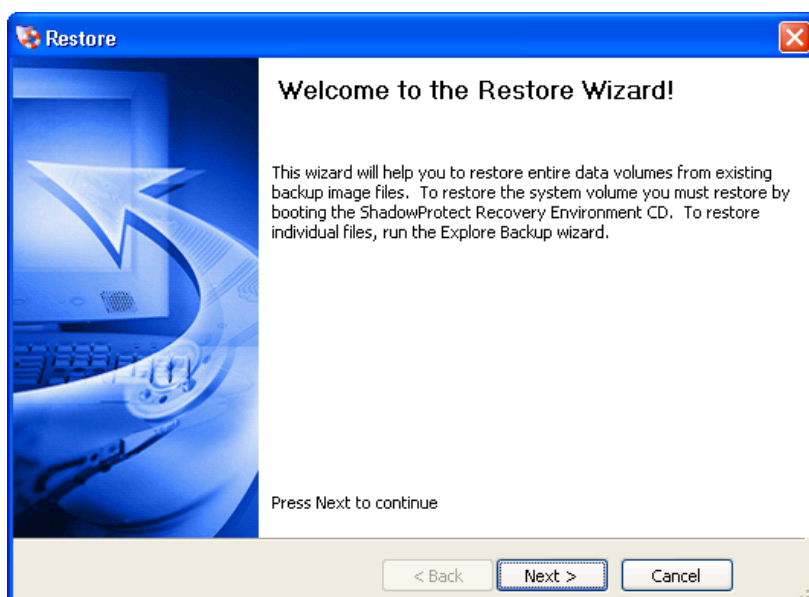 Restore
Welcome to the Restore Wizard!
This wizard will help you to restore entire data volumes from existing
backup image files.  To restore the system volume you must restore by
booting the ShadowProtect Recovery Environment CD.  To restore
individual files, run the Explore Backup wizard.
Press Next to continue
< Back
Next >
Cancel